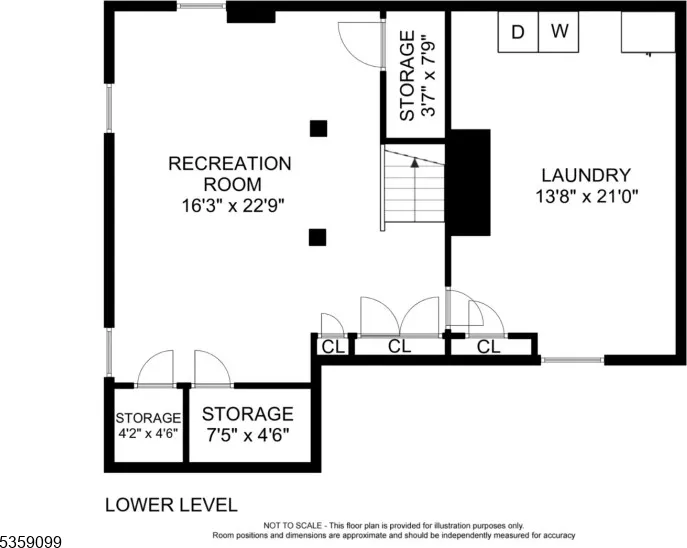 D W
STORAGE
3'7" x 7'9"
RECREATION
ROOM
16'3" x 22'9"
LAUNDRY
13'8" x 21'0"
CL
CL
CL
STORAGE
4'2" x 4'6"
STORAGE
7'5" x 4'6"
LOWER LEVEL
NOT TO SCALE - This floor plan is provided for illustration purposes only.
Room positions and dimensions are approximate and should be independently measured for accuracy
5359099